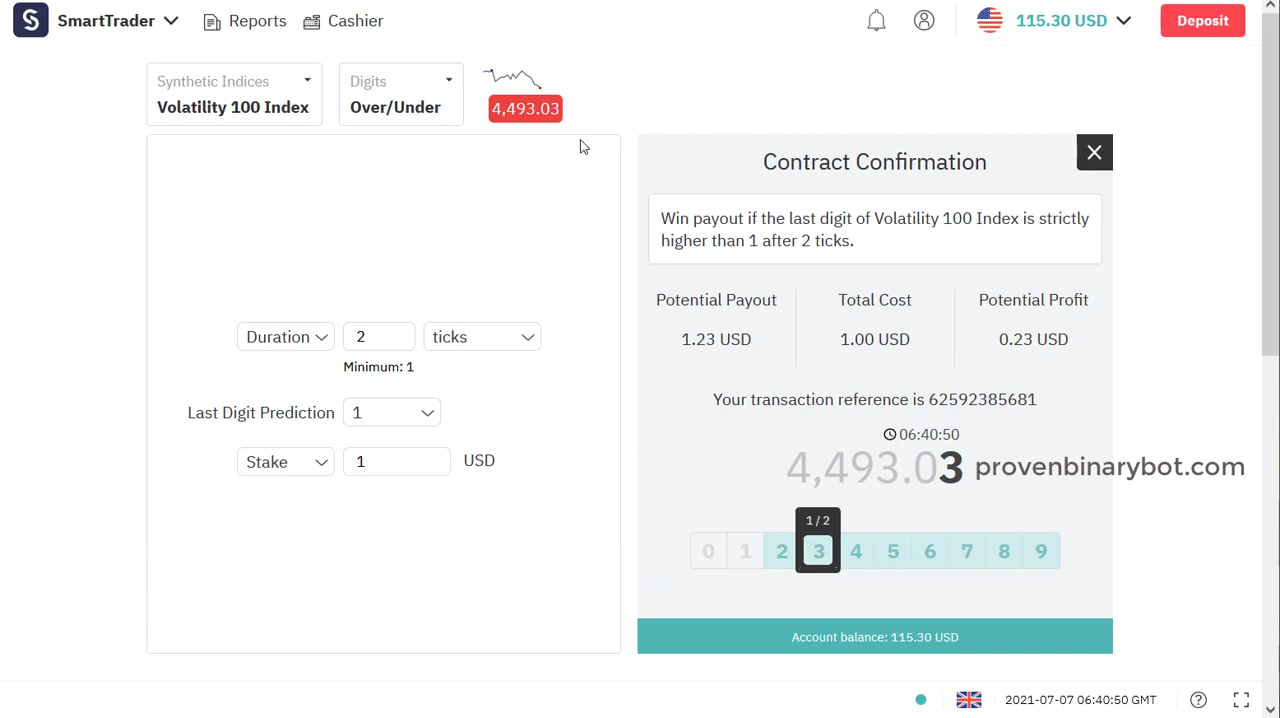 SmartTrader
Reports
Cashier
115.30 USD
Deposit
Synthetic Indices
Volatility 100 Index
Digits
Over/Under
4,493.03
Duration
2
ticks
Minimum: 1
Last Digit Prediction
1
Stake
1
USD
Contract Confirmation
Win payout if the last digit of Volatility 100 Index is strictly
higher than 1 after 2 ticks.
Potential Payout
1.23 USD
Total Cost
1.00 USD
Potential Profit
0.23 USD
Your transaction reference is 62592385681
06:40:50
4,493.03
provenbinarybot.com
1 / 2
0 1 2 3 4 5 6 7 8 9
Account balance: 115.30 USD
2021-07-07 06:40:50 GMT